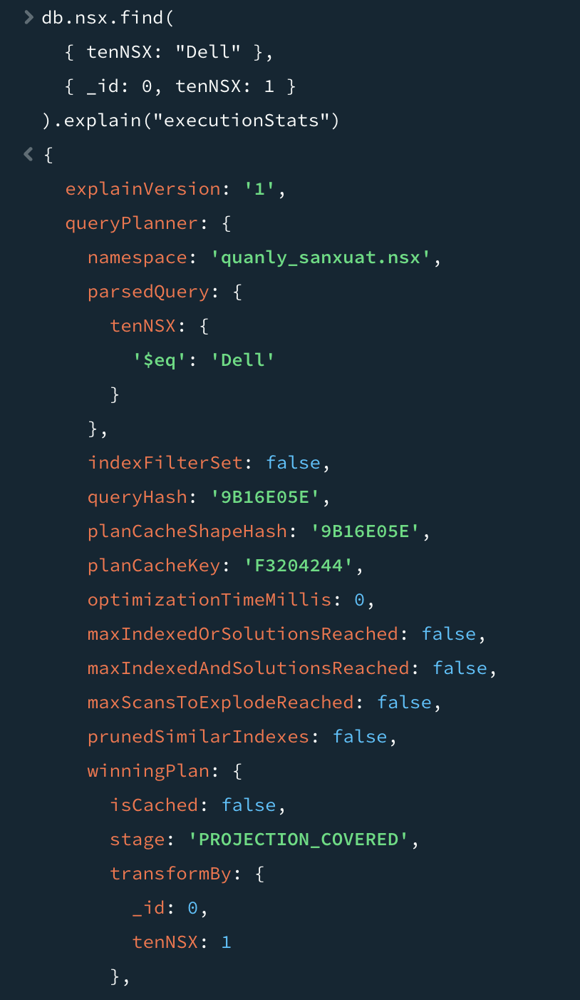 db.nsx.find(
{ tenNSX: "Dell" },
{ _id: 0, tenNSX: 1 }
).explain("executionStats")
{
explainVersion: '1',
queryPlanner: {
namespace: 'quanly_sanxuat.nsx',
parsedQuery: {
tenNSX: {
'$eq': 'Dell'
}
},
indexFilterSet: false,
queryHash: '9B16E05E',
planCacheShapeHash: '9B16E05E',
planCacheKey: 'F3204244',
optimizationTimeMillis: 0,
maxIndexedOrSolutionsReached: false,
maxIndexedAndSolutionsReached: false,
maxScansToExplodeReached: false,
prunedSimilarIndexes: false,
winningPlan: {
isCached: false,
stage: 'PROJECTION_COVERED',
transformBy: {
_id: 0,
tenNSX: 1
},